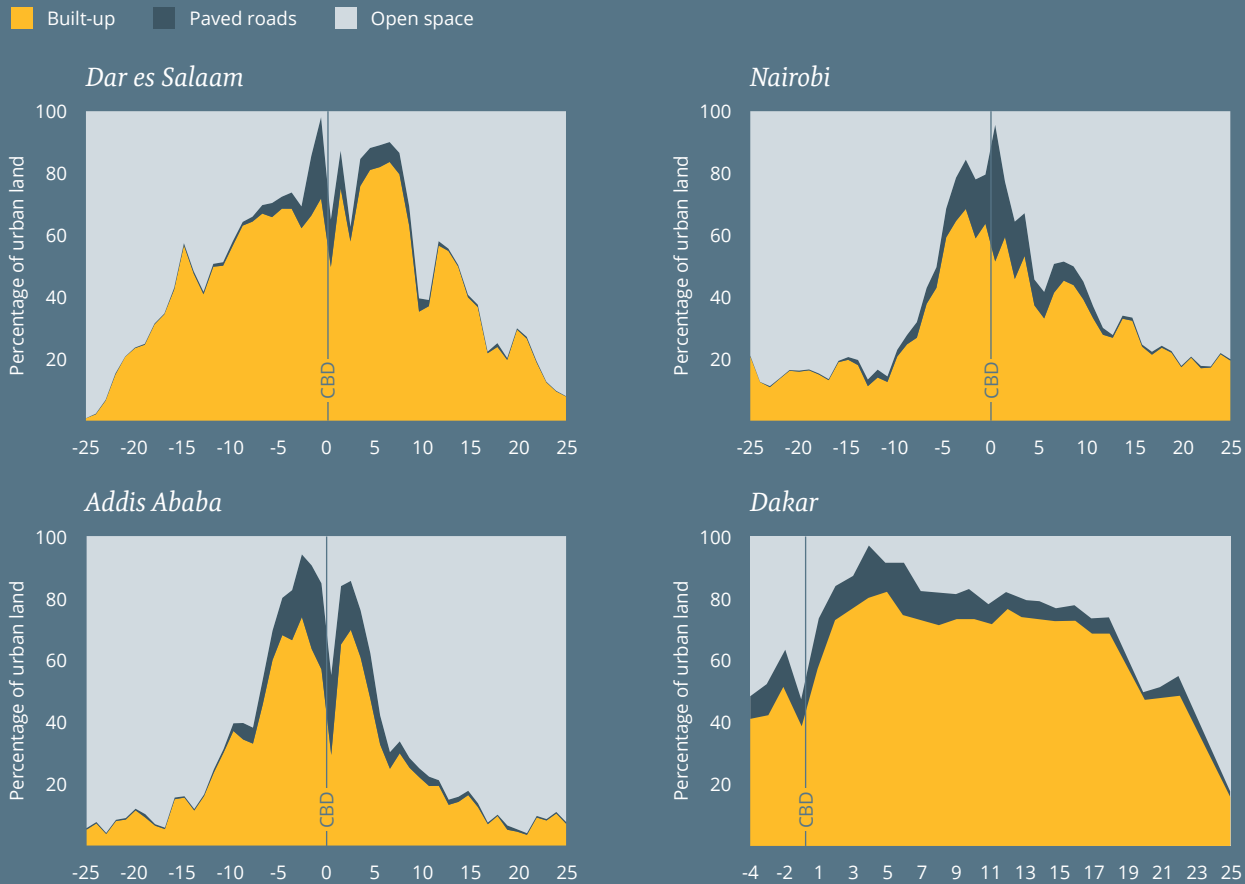 Built-up Paved roads Open space
Dar es Salaam
Percentage of urban land
100
80
60
40
20
CBD
-25 -20 -15 -10 -5 0 5 10 15 20 25
Nairobi
Percentage of urban land
100
80
60
40
20
CBD
-25 -20 -15 -10 -5 0 5 10 15 20 25
Addis Ababa
Percentage of urban land
100
80
60
40
20
CBD
-25 -20 -15 -10 -5 0 5 10 15 20 25
Dakar
Percentage of urban land
100
80
60
40
20
CBD
-4 -2 1 3 5 7 9 11 13 15 17 19 21 23 25